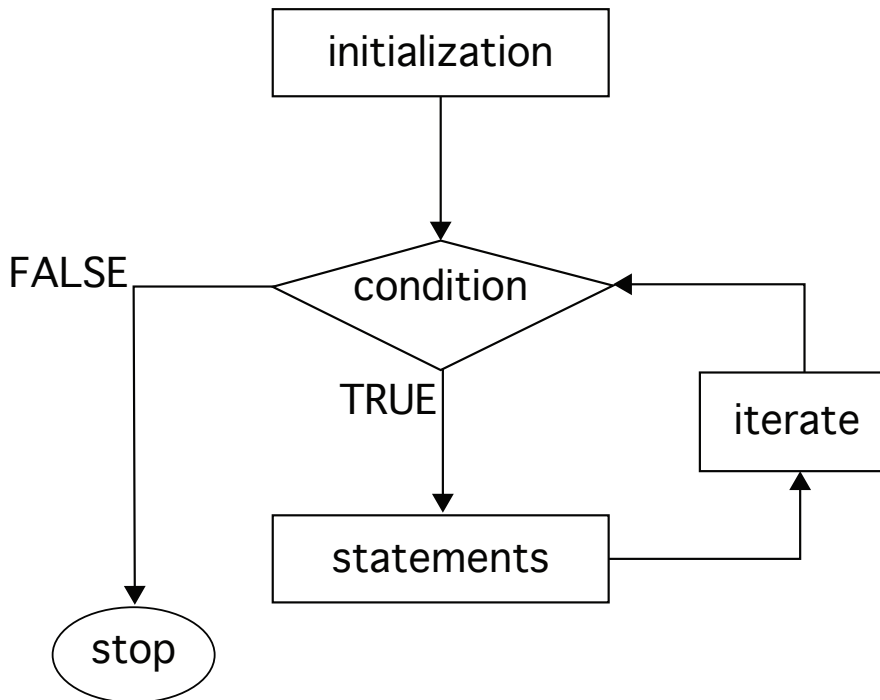 initialization
FALSE
condition
TRUE
iterate
statements
stop